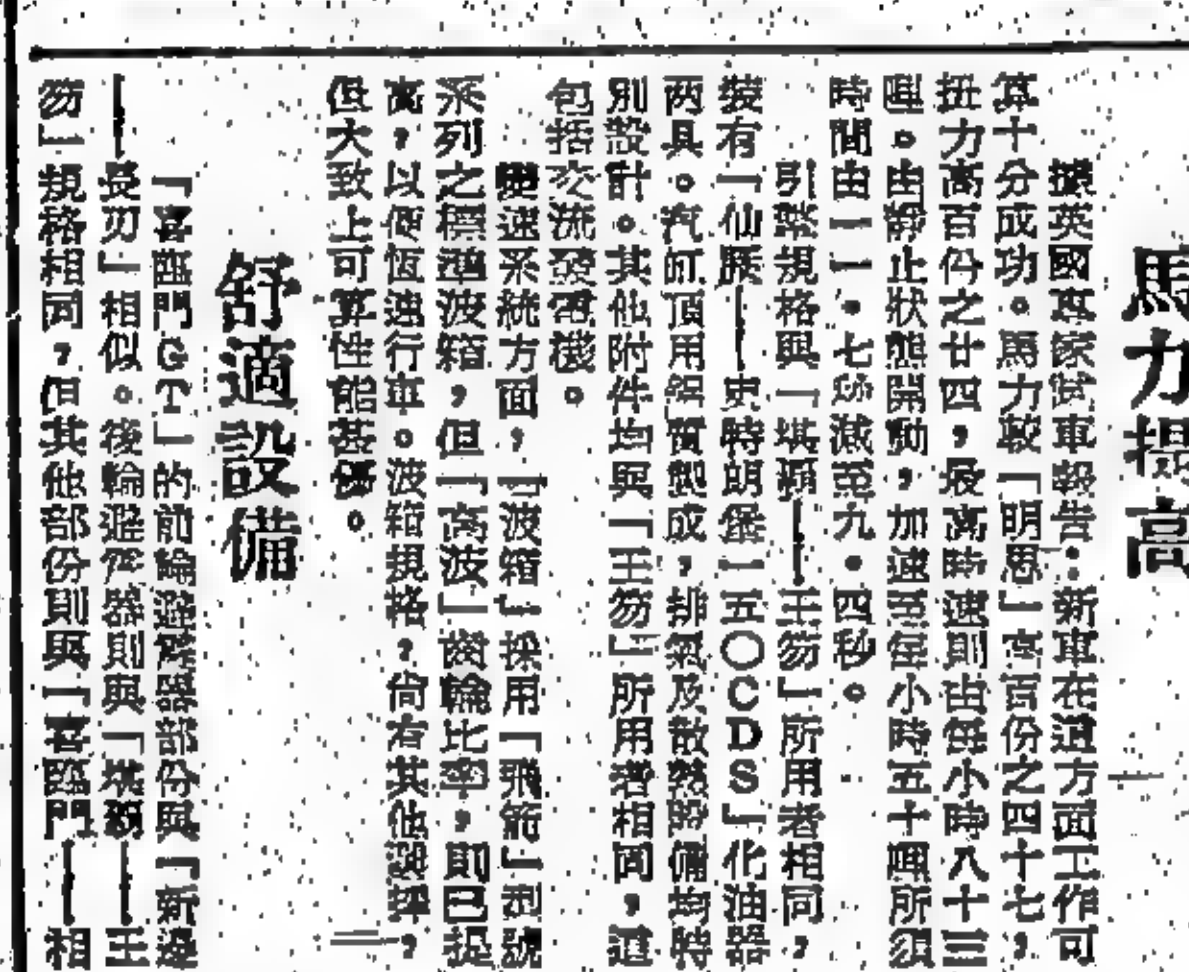 馬力提高
據英國專家試車報告：新車在這方面工作可
算十分成功。馬力較「明思」高百份之四十七，
扭力高百份之廿四，最高時速則由每小時八十三
哩。由靜止狀態開動，加速至每小時五十哩所須
時間由一一．七秒減至九．四秒。
引擎規格與「堪 ——王笏」所用者相同，
裝有「仙 ——史特朗堡一五〇CDS」化油器
两具。汽缸頂用鋁質製成，排氣及散熱設備均特
別設計。其他附件均與「王笏」所用者相同，這
包括交流發電機。
變速系統方面，「波箱」採用「飛箭」型號
系列之標準波箱，但「高波」齒輪比率，則已提
高，以便恆速行車。波箱規格，尙有其他選擇，
但大致上可算性能甚優。
舒適設備
「喜臨門GT」的前輪避震器部份與「新
——長刃」相似。後輪避震器則與「堪 ——王
笏」規格相同，但其他部份則與「喜臨門——相